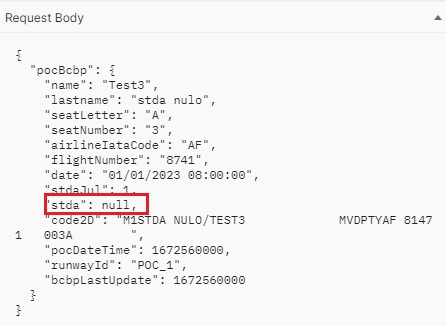 Request Body
{
"pocBcbp": {
"name": "Test3",
"lastname": "stda nulo",
"seatLetter": "A",
"seatNumber": "3",
"airlineIataCode": "AF",
"flightNumber": "8741",
"date": "01/01/2023 08:00:00",
"stdaJul": 1,
"stda": null,
"code2D": "M1STDA NULO/TEST3             MVDPTYAF 8147
1   003A        ",
"pocDateTime": 1672560000,
"runwayId": "POC_1",
"bcbpLastUpdate": 1672560000
}
}